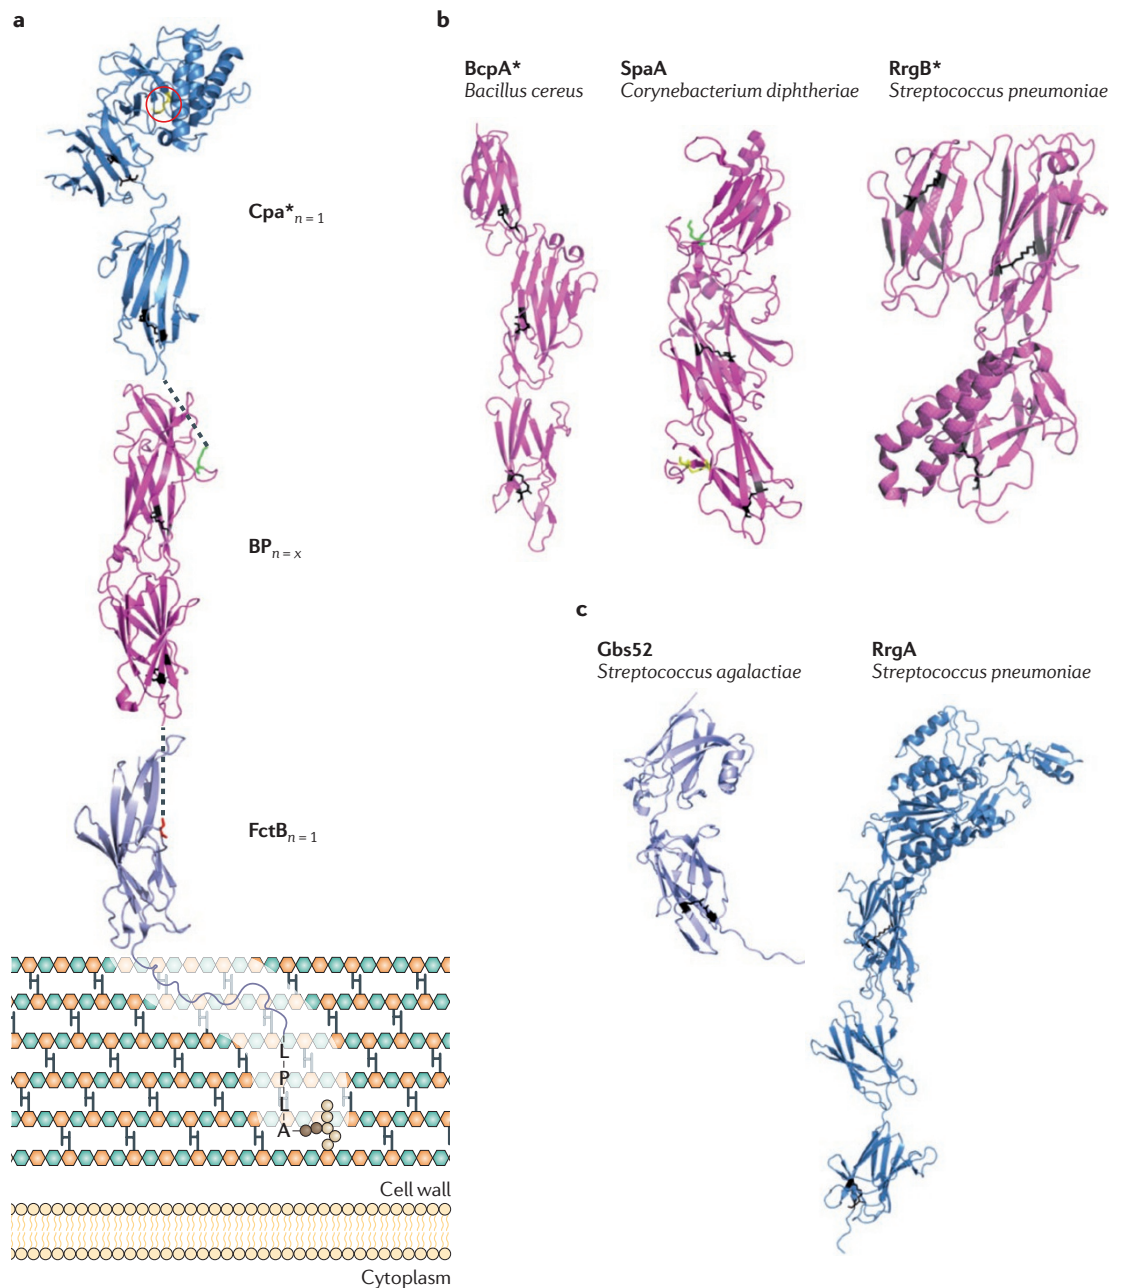 a
Cpa*n = 1
BPn = x
FctBn = 1
L
P
L
A
Cell wall
Cytoplasm
b
BcpA*
Bacillus cereus
SpaA
Corynebacterium diphtheriae
RrgB*
Streptococcus pneumoniae
c
Gbs52
Streptococcus agalactiae
RrgA
Streptococcus pneumoniae